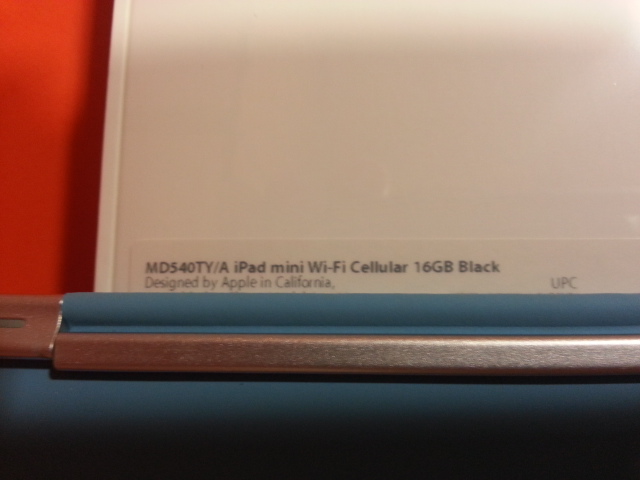 MD540TY/A iPad mini Wi-Fi Cellular 16GB Black
Designed by Apple in California,
UPC